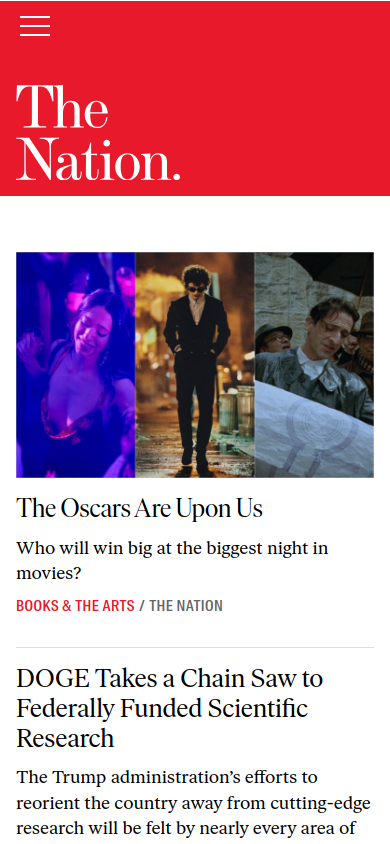 The
Nation.
The Oscars Are Upon Us
Who will win big at the biggest night in
movies?
BOOKS & THE ARTS / THE NATION
DOGE Takes a Chain Saw to
Federally Funded Scientific
Research
The Trump administration’s efforts to
reorient the country away from cutting-edge
research will be felt by nearly every area of